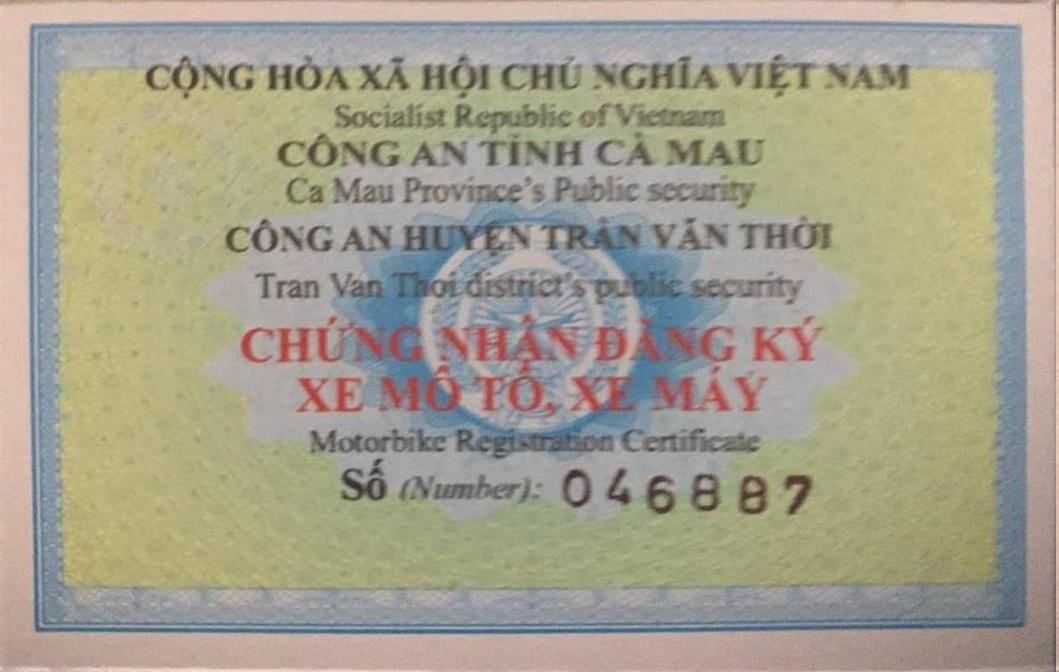 CỘNG HÒA XÃ HỘI CHỦ NGHĨA VIỆT NAM
Socialist Republic of Vietnam
CÔNG AN TỈNH CÀ MAU
Ca Mau Province's Public security
CÔNG AN HUYỆN TRẦN VĂN THỜI
Tran Van Thoi district's public security
CHỨNG NHẬN ĐĂNG KÝ
XE MÔ TÔ, XE MÁY
Motorbike Registration Certificate
Số (Number): 046887